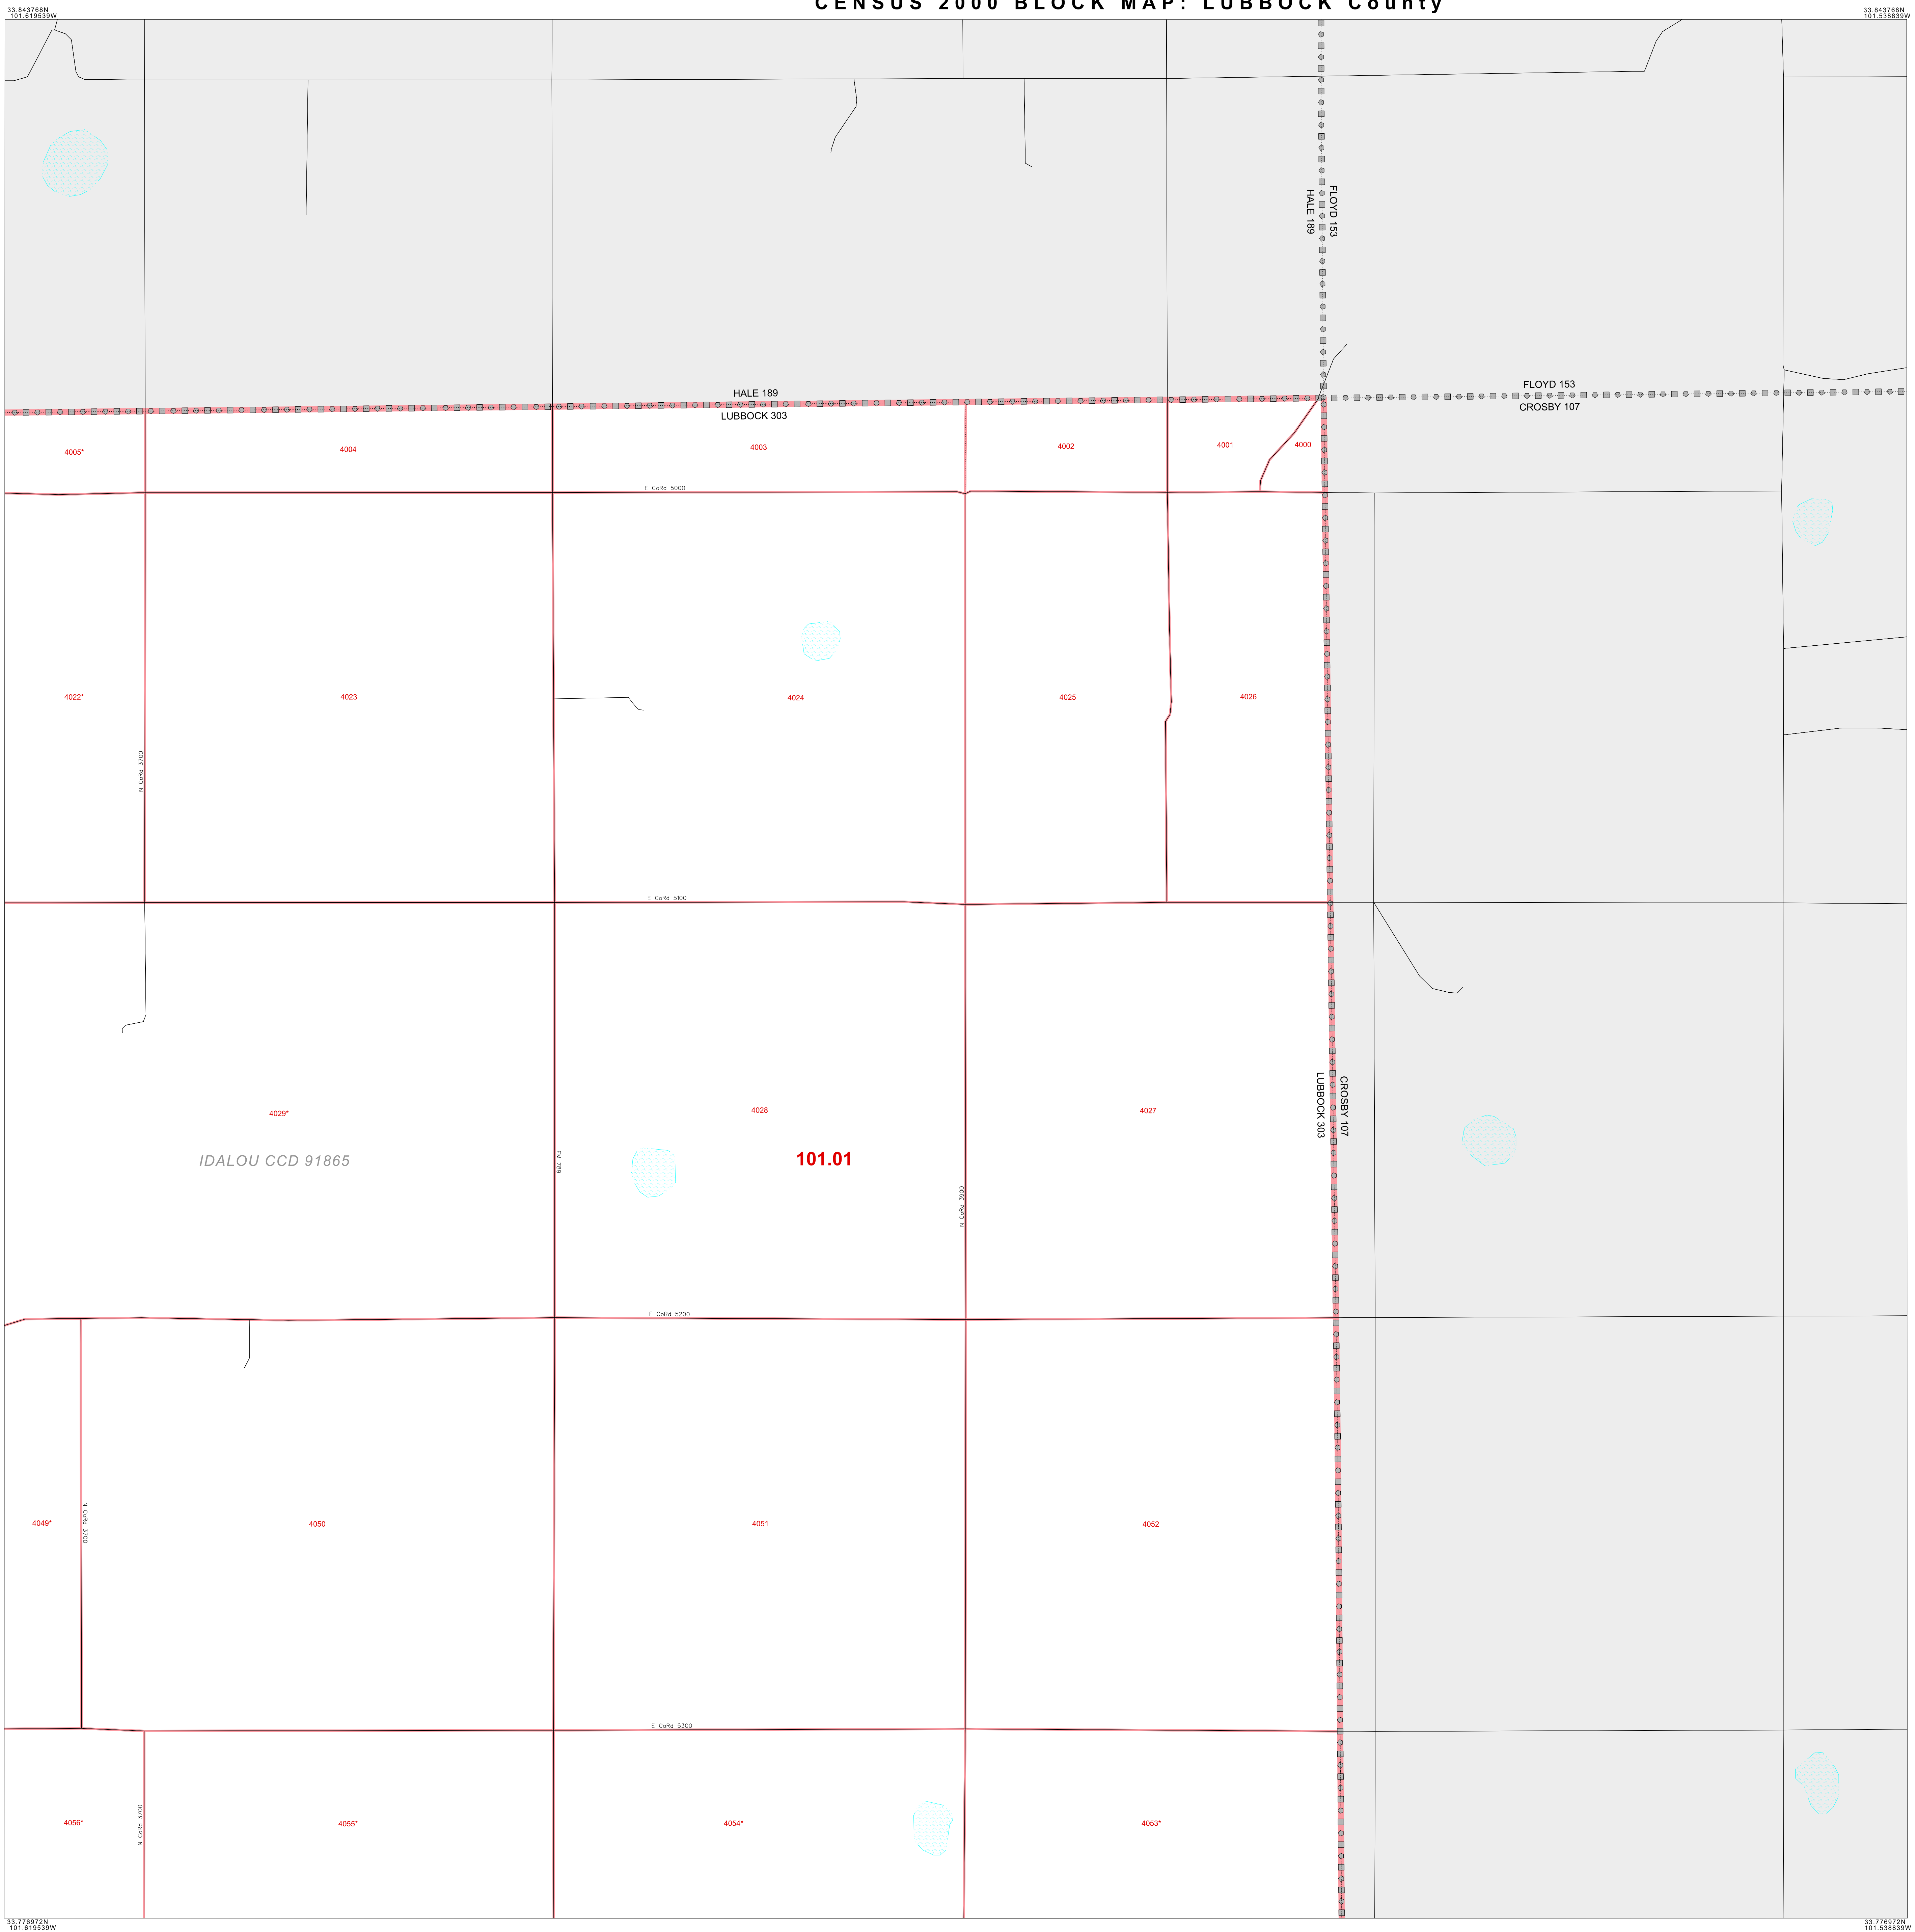 CENSUS 2000 BLOCK MAP: LUBBOCK County
33.843768N
101.619539W
33.843768N
101.538839W
HALE 189
FLOYD 153
HALE 189
LUBBOCK 303
FLOYD 153
CROSBY 107
4005*
4004
4003
4002
4001
4000
E CoRd 5000
4022*
4023
4024
4025
4026
N CoRd 3700
E CoRd 5100
4029*
4028
4027
LUBBOCK 303
CROSBY 107
IDALOU CCD 91865
FM 789
101.01
N CoRd 3900
E CoRd 5200
4049*
N CoRd 3700
4050
4051
4052
E CoRd 5300
4056*
N CoRd 3700
4055*
4054*
4053*
33.776972N
101.619539W
33.776972N
101.538839W